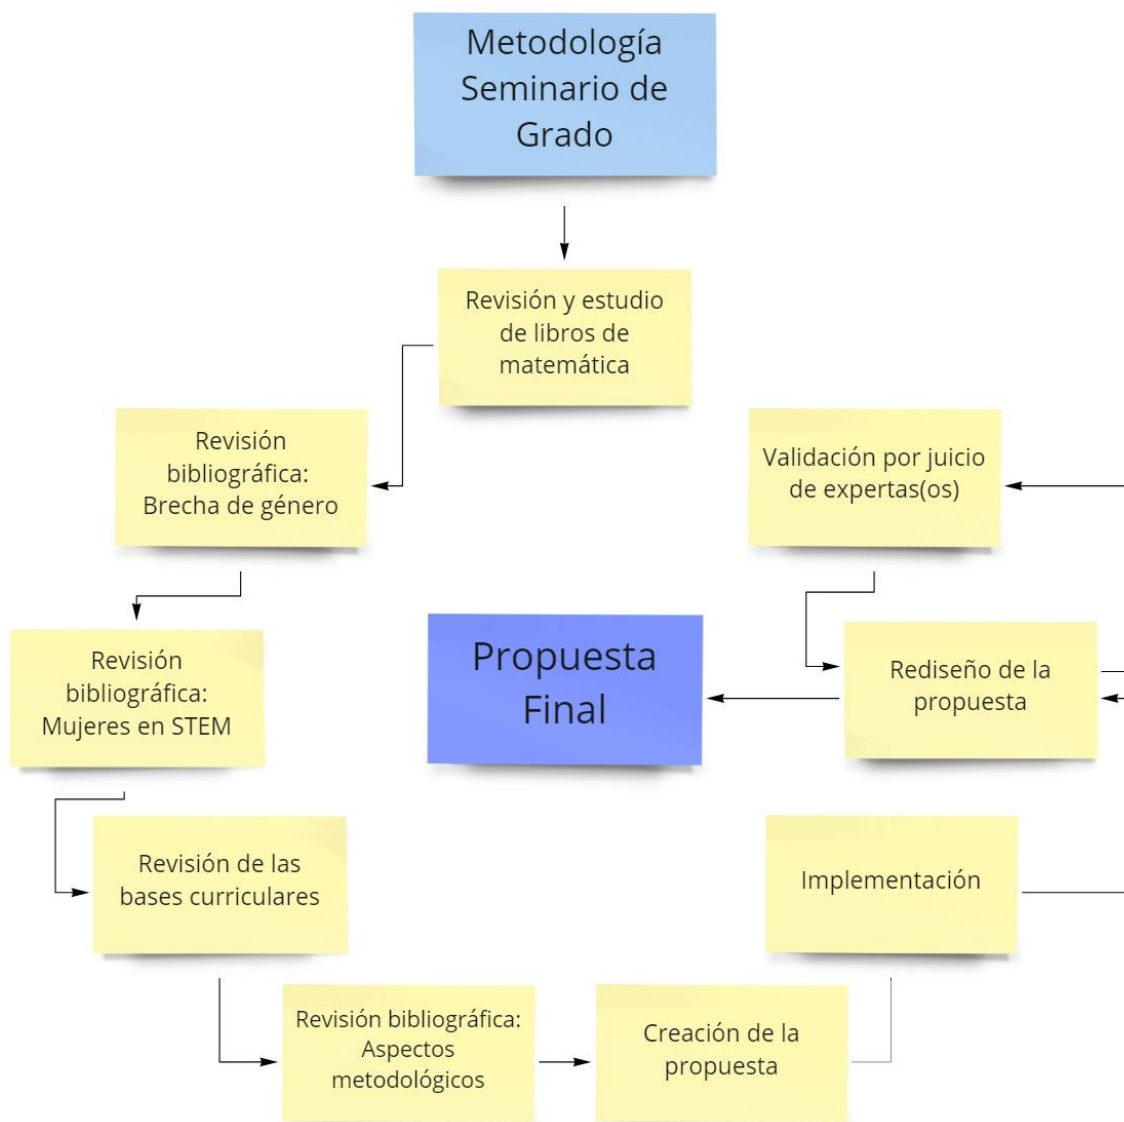 Metodología
Seminario de
Grado
Revisión y estudio
de libros de
matemática
Revisión
bibliográfica:
Brecha de género
Validación por juicio
de expertas(os)
Revisión
bibliográfica:
Mujeres en STEM
Propuesta
Final
Rediseño de la
propuesta
Revisión de las
bases curriculares
Implementación
Revisión bibliográfica:
Aspectos
metodológicos
Creación de la
propuesta